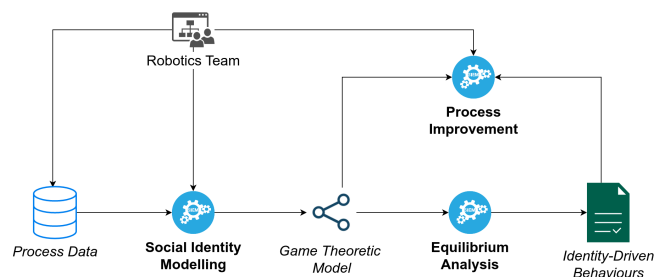 Robotics Team
Process
Improvement
Process Data
Social Identity
Modelling
Game Theoretic
Model
Equilibrium
Analysis
Identity-Driven
Behaviours